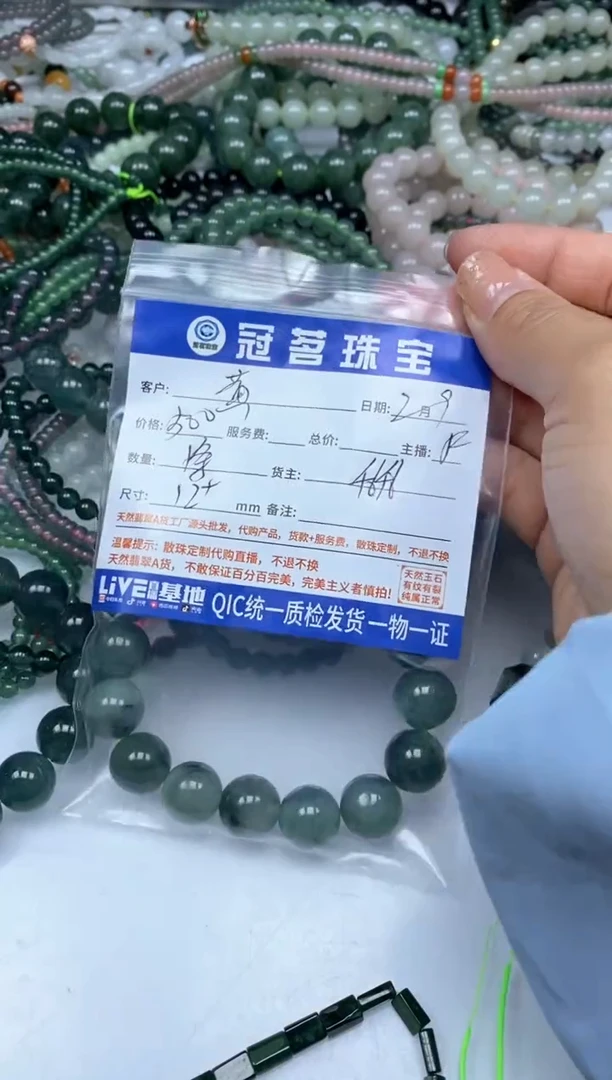 冠茗珠宝
客户: 黄 日期: 2月9
价格: 300 服务费: 总价: 主播:
数量: 货主:
尺寸: 12+ mm 备注:
天然翡翠A货工厂源头批发，代购产品，货款+服务费，散珠定制，不退不换
温馨提示：散珠定制代购直播，不退不换
天然翡翠A货，不敢保证百分百完美，完美主义者慎拍!
天然玉石
有纹有裂
纯属正常
LiVE 直播 基地
QIC统一质检发货 一物一证